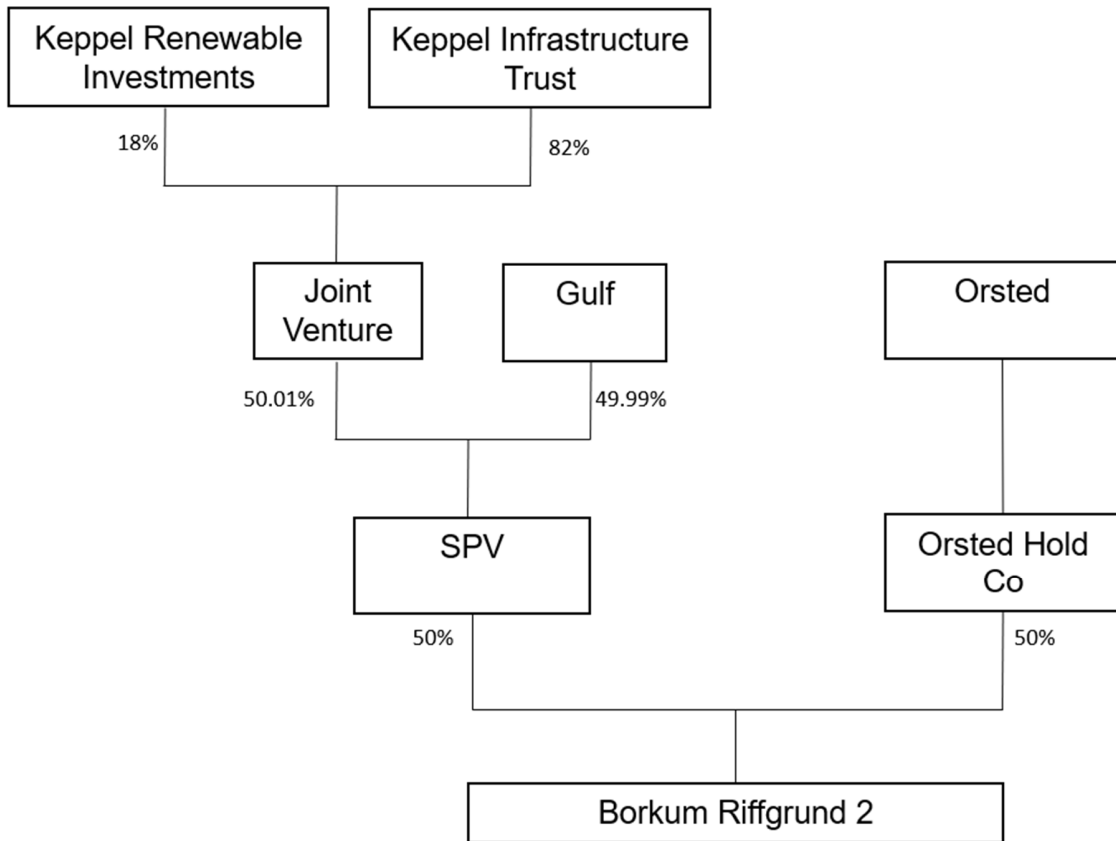 Keppel Renewable
Investments
Keppel Infrastructure
Trust
18%
82%
Joint
Venture
Gulf
Orsted
50.01%
49.99%
SPV
Orsted Hold
Co
50%
50%
Borkum Riffgrund 2